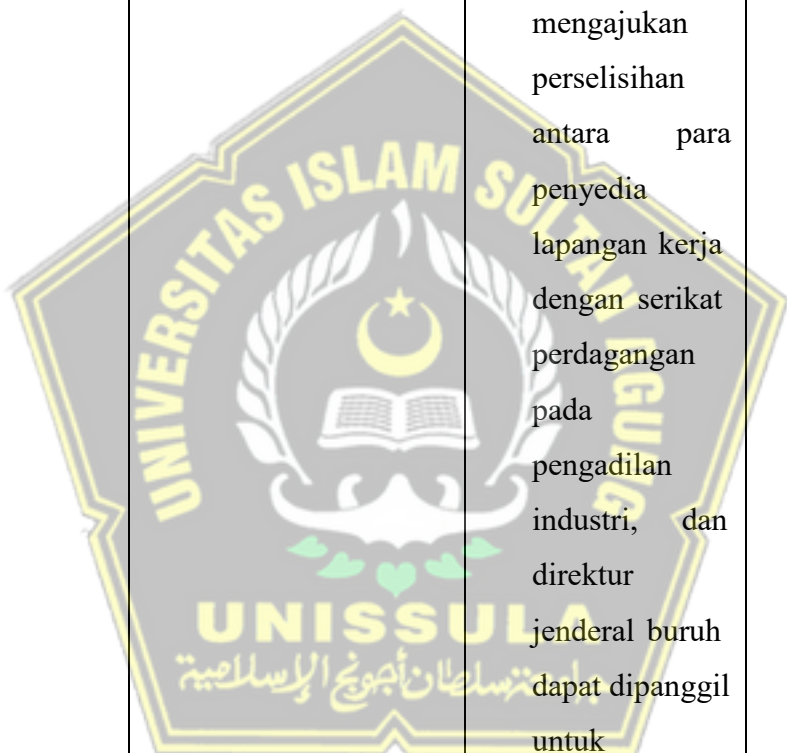 mengajukan
perselisihan
antara para
penyedia
lapangan kerja
dengan serikat
perdagangan
pada
pengadilan
industri, dan
direktur
jenderal buruh
dapat dipanggil
untuk
UNIVERSITAS ISLAM SULTAN AGUNG
UNISSULA
جامعة سلطان أجونج الإسلامية